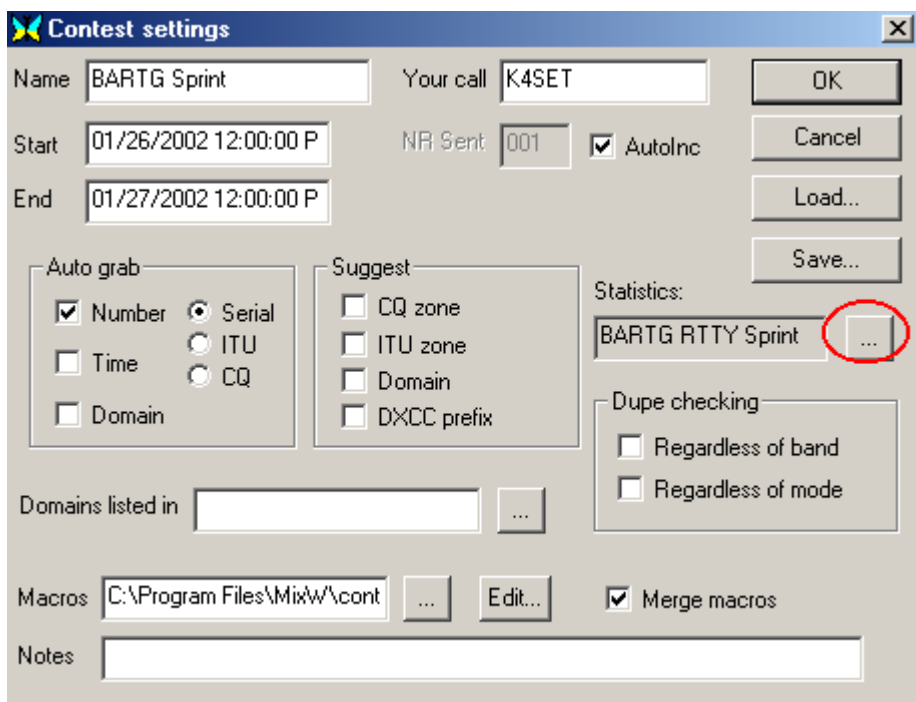 Contest settings
Name BARTG Sprint Your call K4SET OK
Start 01/26/2002 12:00:00 P NR Sent 001 AutoInc Cancel
End 01/27/2002 12:00:00 P Load...
Save...
Auto grab
Number Serial
ITU
Time
CQ
Domain
Suggest
CQ zone
ITU zone
Domain
DXCC prefix
Statistics:
BARTG RTTY Sprint ...
Dupe checking
Regardless of band
Regardless of mode
Domains listed in ...
Macros C:\Program Files\MixW\cont ... Edit... Merge macros
Notes